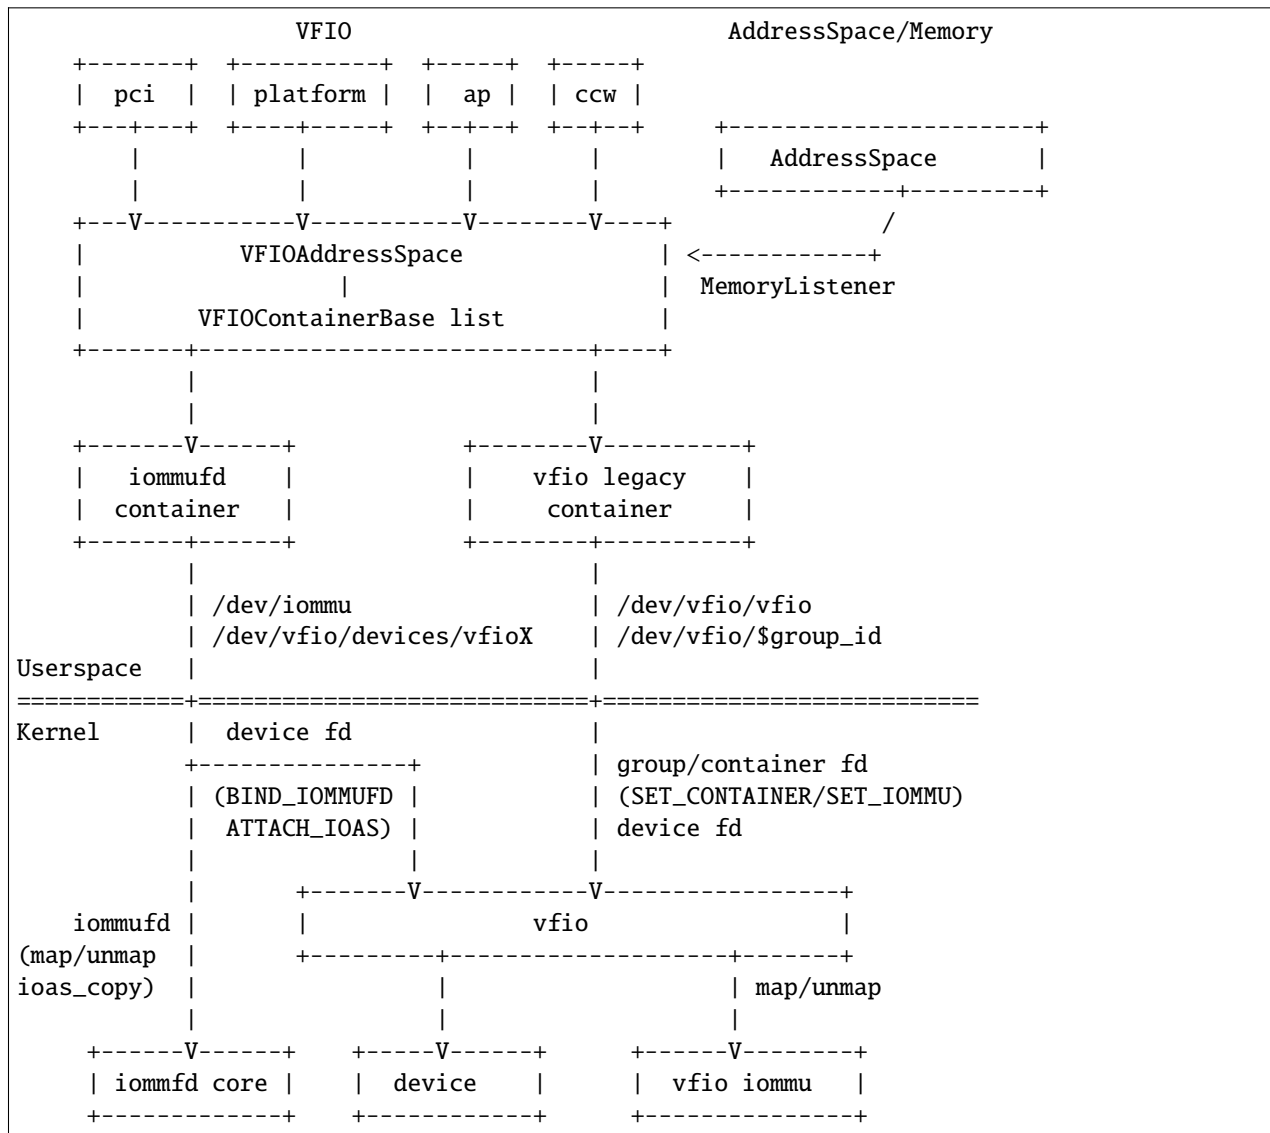 VFIO                           AddressSpace/Memory
         +-------+  +----------+  +-----+  +-----+
         |  pci  |  | platform |  |  ap |  | ccw |
         +---+---+  +----+-----+  +--+--+  +--+--+     +----------------------+
             |           |           |        |        |   AddressSpace       |
             |           |           |        |        +------------+---------+
         +---V-----------V-----------V--------V----+               /
         |           VFIOAddressSpace              | <------------+
         |                  |                      |  MemoryListener
         |        VFIOContainerBase list           |
         +-------+----------------------------+----+
                 |                            |
                 |                            |
         +-------V------+            +--------V----------+
         |   iommufd    |            |    vfio legacy    |
         |  container   |            |     container     |
         +-------+------+            +--------+----------+
                 |                            |
                 | /dev/iommu                 | /dev/vfio/vfio
                 | /dev/vfio/devices/vfioX    | /dev/vfio/$group_id
     Userspace   |                            |
     ============+============================+===========================
     Kernel      |  device fd                 |
                 +---------------+            | group/container fd
                 | (BIND_IOMMUFD |            | (SET_CONTAINER/SET_IOMMU)
                 |  ATTACH_IOAS) |            | device fd
                 |               |            |
                 |       +-------V------------V-----------------+
         iommufd |       |                vfio                  |
     (map/unmap  |       +---------+--------------------+-------+
     ioas_copy)  |                 |                    | map/unmap
                 |                 |                    |
          +------V------+    +-----V------+      +------V--------+
          | iommfd core |    |  device    |      |  vfio iommu   |
          +-------------+    +------------+      +---------------+